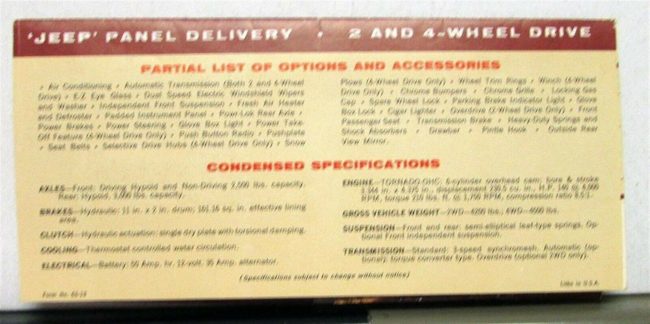 'JEEP' PANEL DELIVERY • 2 AND 4-WHEEL DRIVE
PARTIAL LIST OF OPTIONS AND ACCESSORIES
• Air Conditioning • Automatic Transmission (Both 2 and 4-Wheel
Drive) • E-Z Eye Glass • Dual Speed Electric Windshield Wipers
and Washer • Independent Front Suspension • Fresh Air Heater
and Defroster • Padded Instrument Panel • Powr-Lok Rear Axle •
Power Brakes • Power Steering • Glove Box Light • Power Take-
Off Feature (4-Wheel Drive Only) • Push Button Radio • Pushplate
• Seat Belts • Selective Drive Hubs (4-Wheel Drive Only) • Snow
Plows (4-Wheel Drive Only) • Wheel Trim Rings • Winch (4-Wheel
Drive Only) • Chrome Bumpers • Chrome Grille • Locking Gas
Cap • Spare Wheel Lock • Parking Brake Indicator Light • Glove
Box Lock • Cigar Lighter • Overdrive (2-Wheel Drive Only) • Front
Passenger Seat • Transmission Brake • Heavy-Duty Springs and
Shock Absorbers • Drawbar • Pintle Hook • Outside Rear
View Mirror.
CONDENSED SPECIFICATIONS
AXLES—Front: Driving Hypoid and Non-Driving 2,500 lbs. capacity.
Rear: Hypoid, 3,000 lbs. capacity.
BRAKES—Hydraulic: 11 in. x 2 in. drum; 161.16 sq. in. effective lining
area.
CLUTCH—Hydraulic actuation: single dry plate with torsional damping.
COOLING—Thermostat controlled water circulation.
ELECTRICAL—Battery: 50 Amp. hr. 12-volt. 35 Amp. alternator.
ENGINE—TORNADO-OHC: 6-cylinder overhead cam; bore & stroke
3.344 in. x 4.375 in., displacement 230.5 cu. in., H.P. 140 @ 4,000
RPM, torque 210 lbs. ft. @ 1,750 RPM, compression ratio 8.5:1.
GROSS VEHICLE WEIGHT—2WD—4200 lbs.; 4WD—4500 lbs.
SUSPENSION—Front and rear: semi-elliptical leaf-type springs. Op-
tional Front independent suspension.
TRANSMISSION—Standard: 3-speed synchromesh. Automatic (op-
tional): torque converter type. Overdrive (optional 2WD only).
(Specifications subject to change without notice)
Form No.
Litho in U.S.A.